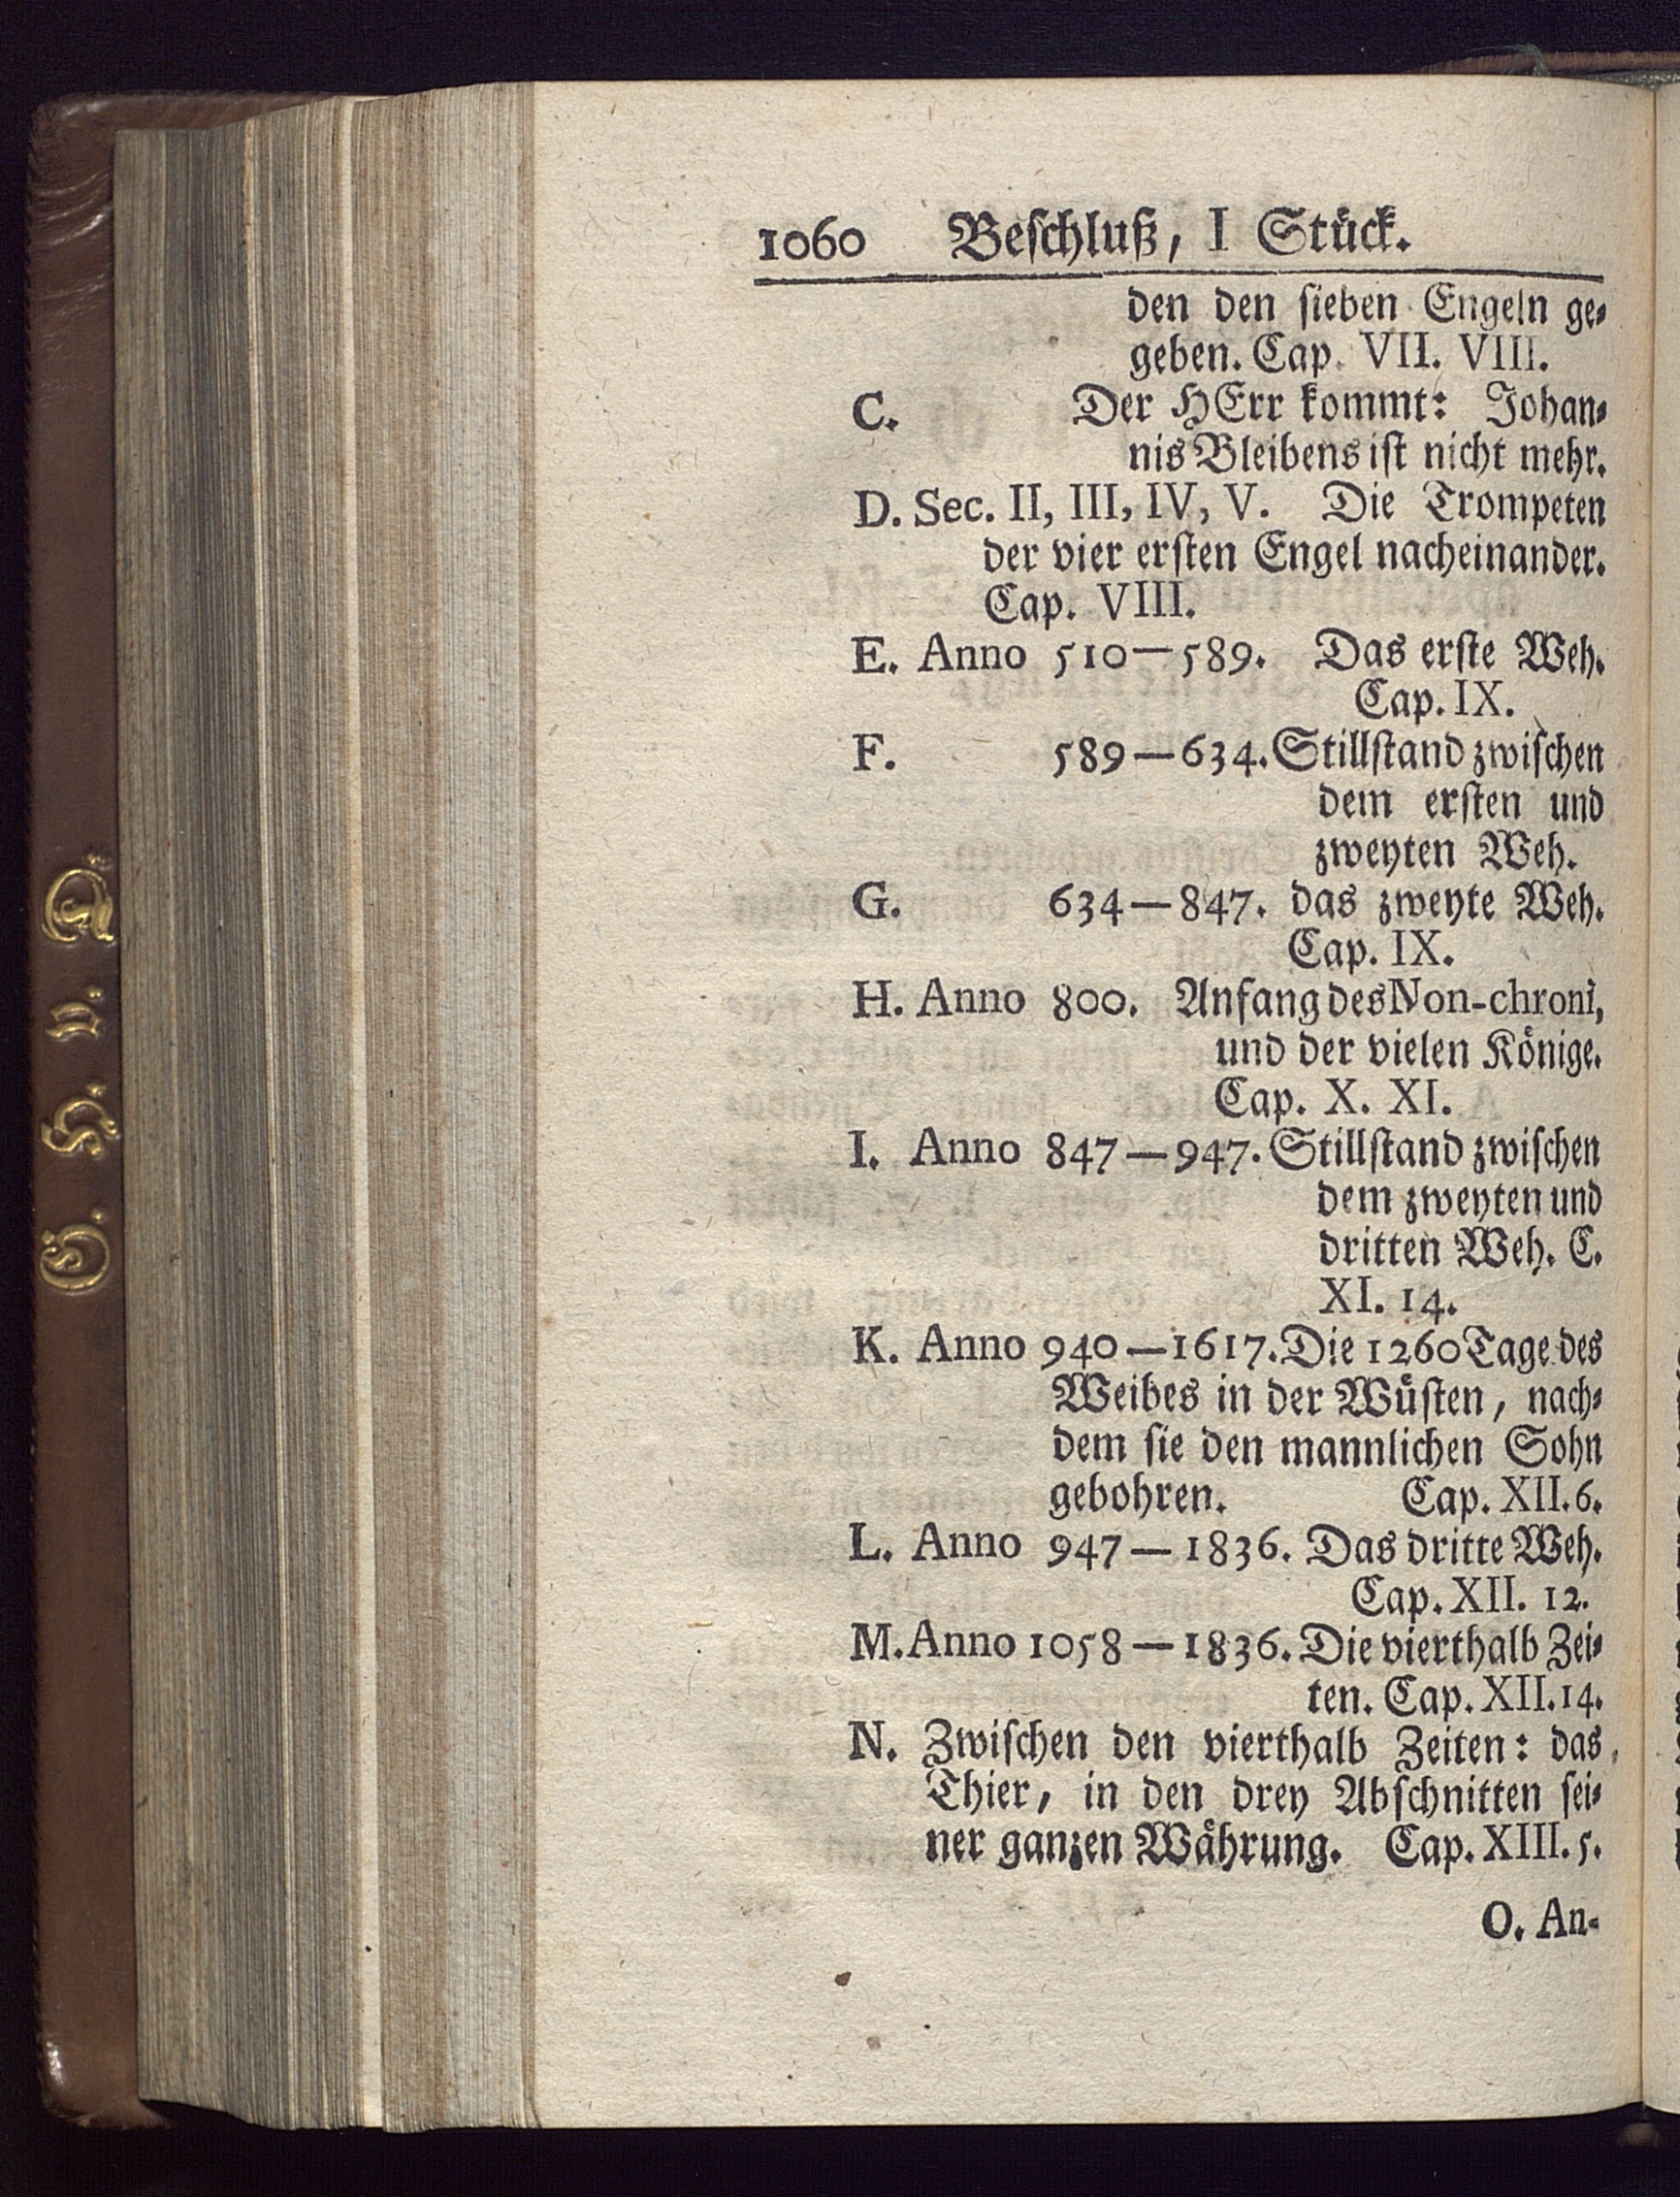 1060 Beſchluß, I Stück.
den den ſieben Engeln ge-
geben. Cap. VII. VIII.
C. Der HErr kommt: Johan-
nis Bleibens iſt nicht mehr.
D. Sec. II, III, IV, V. Die Trompeten
der vier erſten Engel nacheinander.
Cap. VIII.
E. Anno 510—589. Das erſte Weh.
Cap. IX.
F. 589—634. Stillſtand zwiſchen
dem erſten und
zweyten Weh.
G. 634—847. das zweyte Weh.
Cap. IX.
H. Anno 800. Anfang des Non-chroni,
und der vielen Könige.
Cap. X. XI.
I. Anno 847—947. Stillſtand zwiſchen
dem zweyten und
dritten Weh. C.
XI. 14.
K. Anno 940—1617. Die 1260 Tage des
Weibes in der Wüſten, nach-
dem ſie den mannlichen Sohn
gebohren. Cap. XII. 6.
L. Anno 947—1836. Das dritte Weh.
Cap. XII. 12.
M. Anno 1058—1836. Die vierthalb Zei-
ten. Cap. XII. 14.
N. Zwiſchen den vierthalb Zeiten: das
Thier, in den drey Abſchnitten ſei-
ner ganzen Währung. Cap. XIII. 5.
O. An-